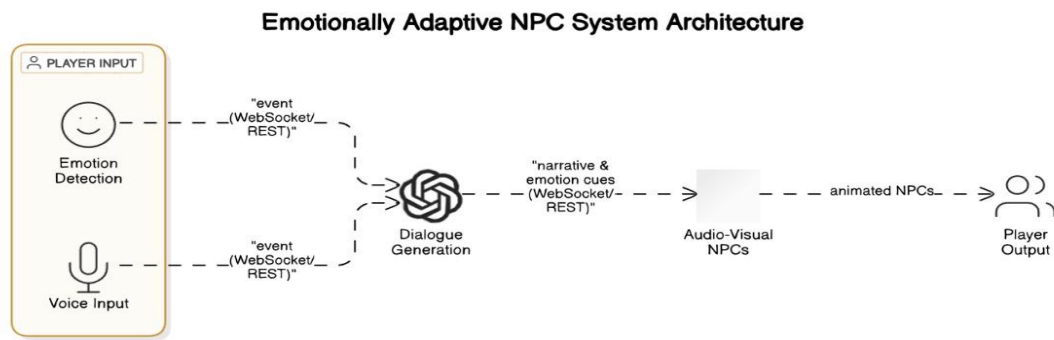 Emotionally Adaptive NPC System Architecture
PLAYER INPUT
Emotion
Detection
"event
(WebSocket/
REST)"
Voice Input
"event
(WebSocket/
REST)"
Dialogue
Generation
"narrative &
emotion cues
(WebSocket/
REST)"
Audio-Visual
NPCs
animated NPCs
Player
Output